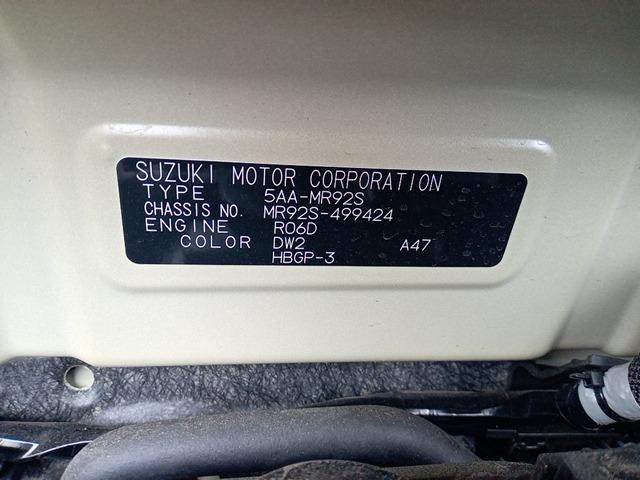 SUZUKI MOTOR CORPORATION
TYPE 5AA-MR92S
CHASSIS NO. MR92S-499424
ENGINE R06D
COLOR DW2 A47
HBGP-3